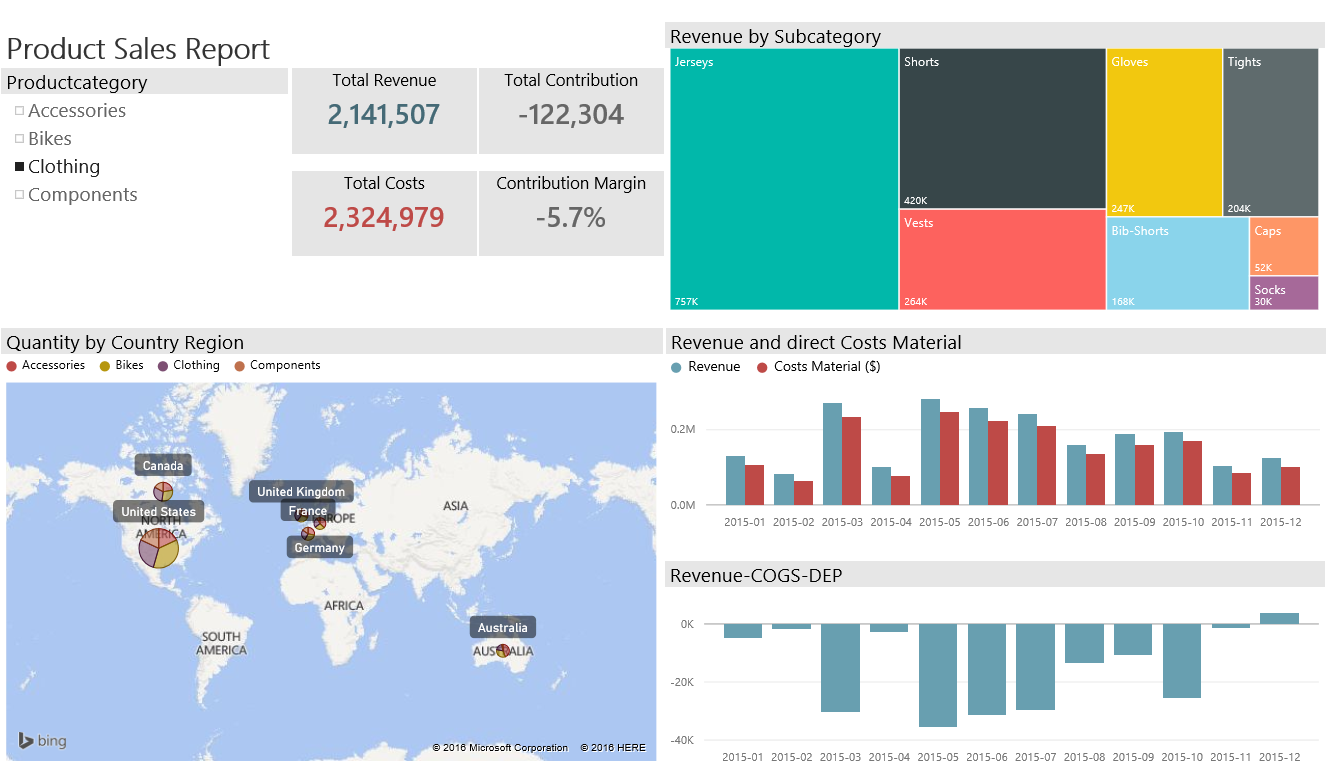 Product Sales Report
Productcategory
Accessories
Bikes
Clothing
Components
Total Revenue
2,141,507
Total Contribution
-122,304
Total Costs
2,324,979
Contribution Margin
-5.7%
Revenue by Subcategory
Jerseys
757K
Shorts
420K
Vests
264K
Gloves
247K
Tights
204K
Bib-Shorts
168K
Caps
52K
Socks
30K
Quantity by Country Region
Accessories Bikes Clothing Components
Canada
United States
NORTH
AMERICA
United Kingdom
France
Germany
ASIA
AFRICA
SOUTH
AMERICA
Australia
bing
© 2016 Microsoft Corporation © 2016 HERE
Revenue and direct Costs Material
Revenue Costs Material ($)
0.2M
0.0M
2015-01 2015-02 2015-03 2015-04 2015-05 2015-06 2015-07 2015-08 2015-09 2015-10 2015-11 2015-12
Revenue-COGS-DEP
0K
-20K
-40K
2015-01 2015-02 2015-03 2015-04 2015-05 2015-06 2015-07 2015-08 2015-09 2015-10 2015-11 2015-12